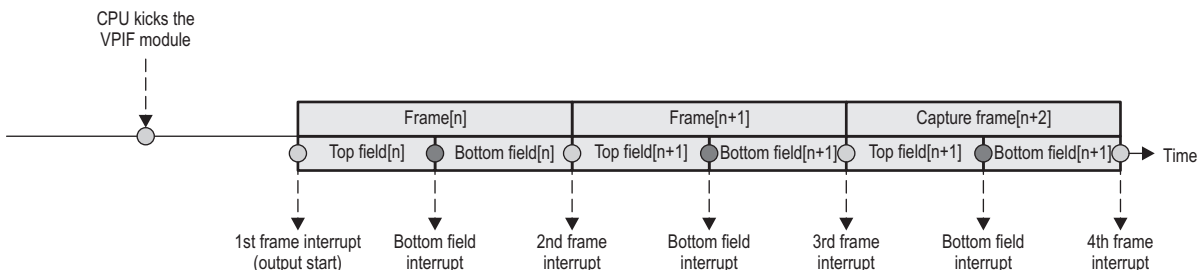 CPU kicks the
VPIF module
Frame[n]
Frame[n+1]
Capture frame[n+2]
Top field[n]
Bottom field[n]
Top field[n+1]
Bottom field[n+1]
Top field[n+1]
Bottom field[n+1]
Time
1st frame interrupt
(output start)
Bottom field
interrupt
2nd frame
interrupt
Bottom field
interrupt
3rd frame
interrupt
Bottom field
interrupt
4th frame
interrupt